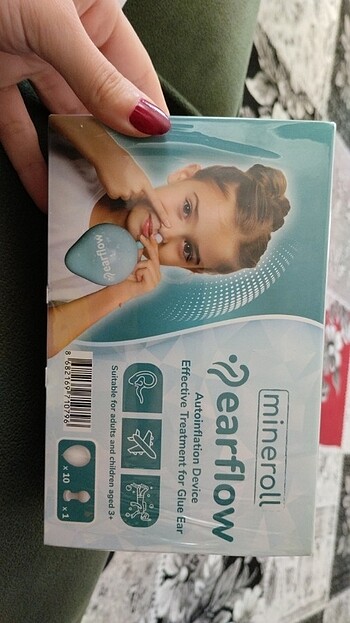 mineroll
earflow
Autoinflation Device
Effective Treatment for Glue Ear
Suitable for adults and children aged 3+
x 10
x 1
earflow